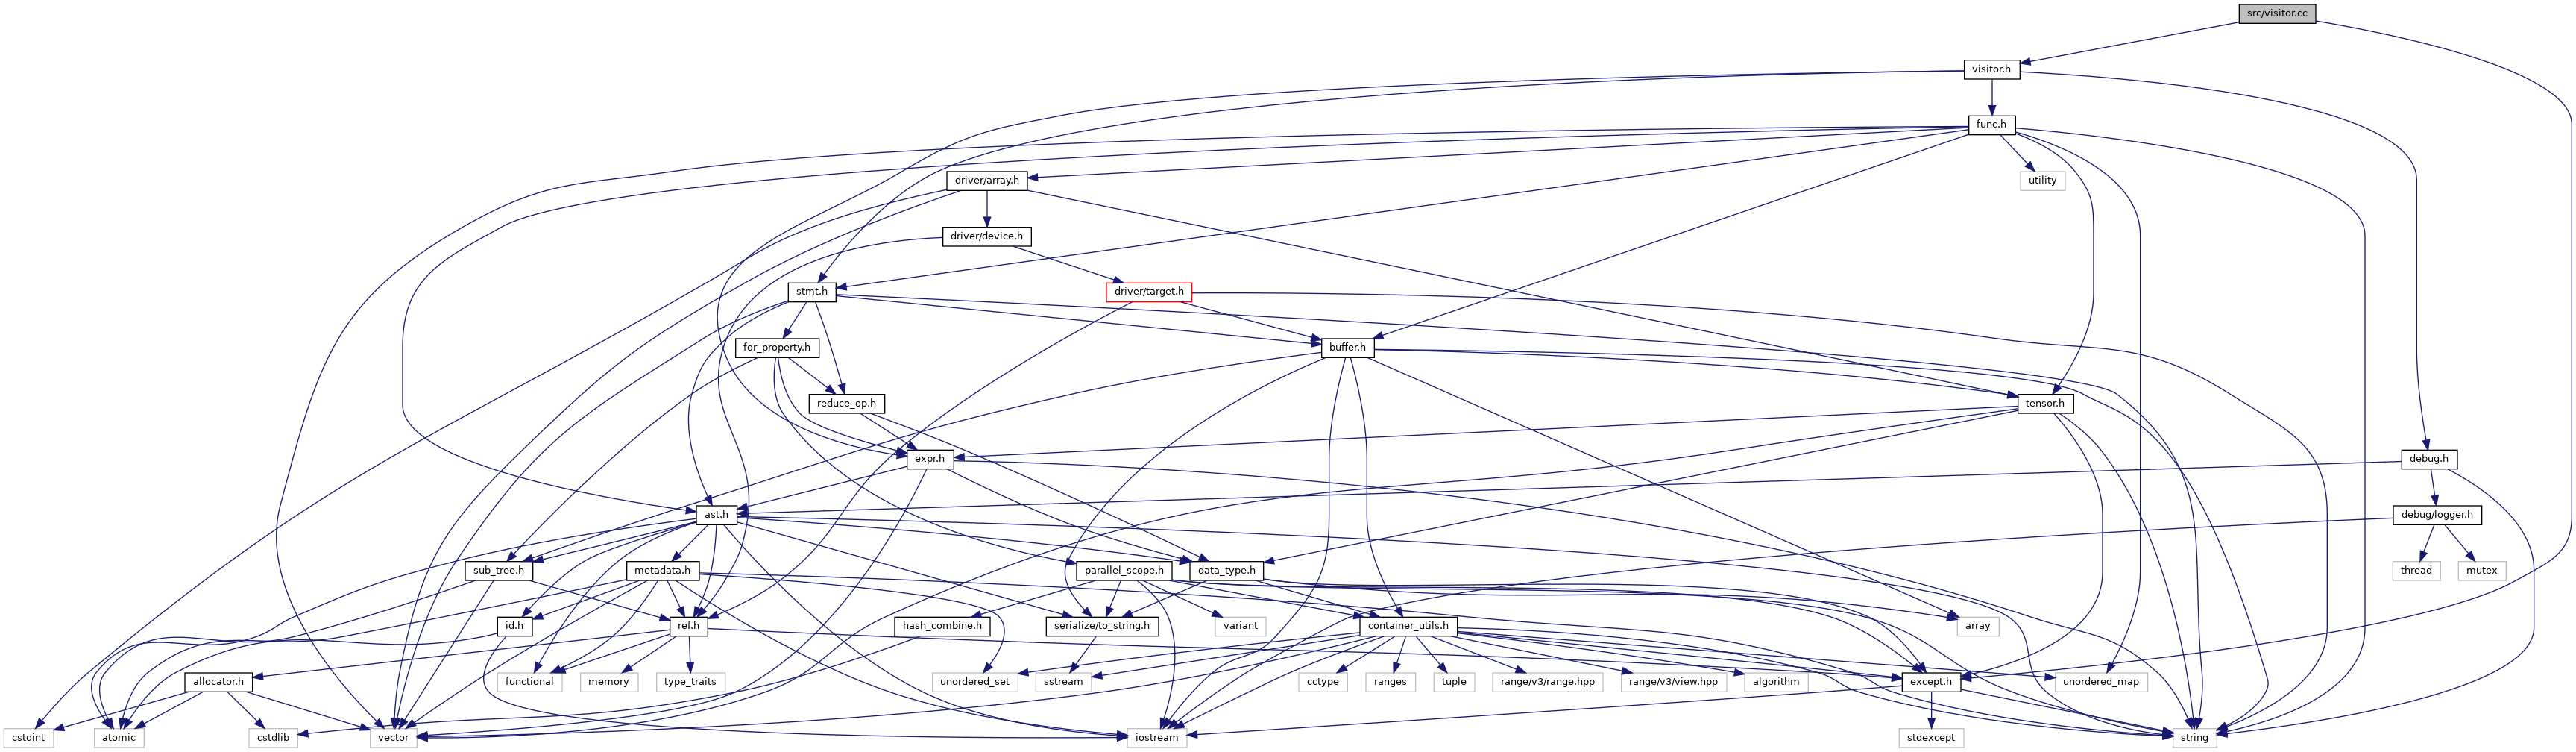 src/visitor.cc
visitor.h
func.h
driver/array.h
utility
driver/device.h
stmt.h
driver/target.h
for_property.h
buffer.h
reduce_op.h
tensor.h
expr.h
debug.h
ast.h
debug/logger.h
sub_tree.h
metadata.h
parallel_scope.h
data_type.h
thread
mutex
id.h
ref.h
hash_combine.h
serialize/to_string.h
variant
container_utils.h
array
allocator.h
functional
memory
type_traits
unordered_set
sstream
cctype
ranges
tuple
range/v3/range.hpp
range/v3/view.hpp
algorithm
except.h
unordered_map
cstdint
atomic
cstdlib
vector
iostream
stdexcept
string